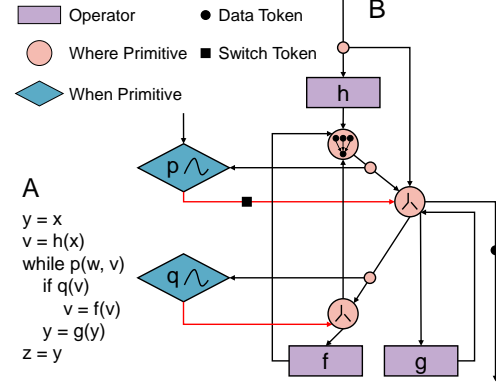 B
Operator
Data Token
Where Primitive
Switch Token
When Primitive
h
p
A
y = x
v = h(x)
while p(w, v)
if q(v)
v = f(v)
y = g(y)
z = y
q
f
g